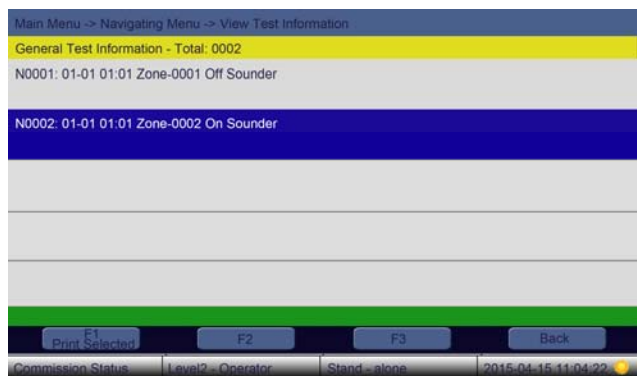 Main Menu -> Navigating Menu -> View Test Information
General Test Information - Total: 0002
N0001: 01-01 01:01 Zone-0001 Off Sounder
N0002: 01-01 01:01 Zone-0002 On Sounder
F1
Print Selected
F2
F3
Back
Commission Status
Level2 - Operator
Stand - alone
2015-04-15 11:04:22